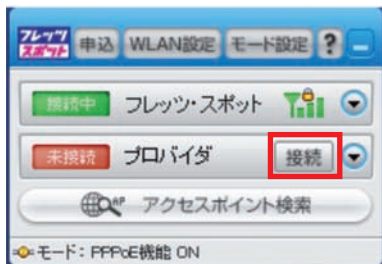 フレッツ スポット 申込 WLAN設定 モード設定 ?
接続中 フレッツ・スポット
未接続 プロバイダ 接続
AP アクセスポイント検索
モード: PPPoE機能 ON